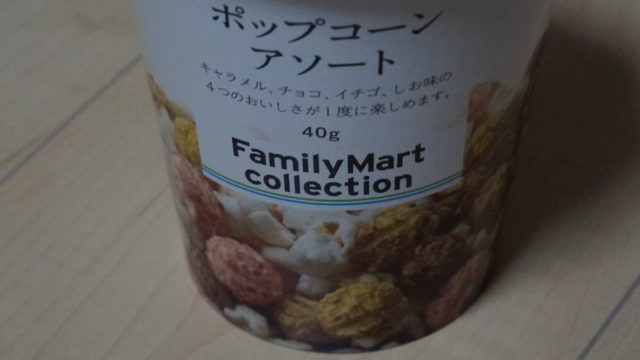 ポップコーン
アソート
キャラメル、チョコ、イチゴ、しお味の
4つのおいしさが1度に楽しめます。
40g
FamilyMart
collection